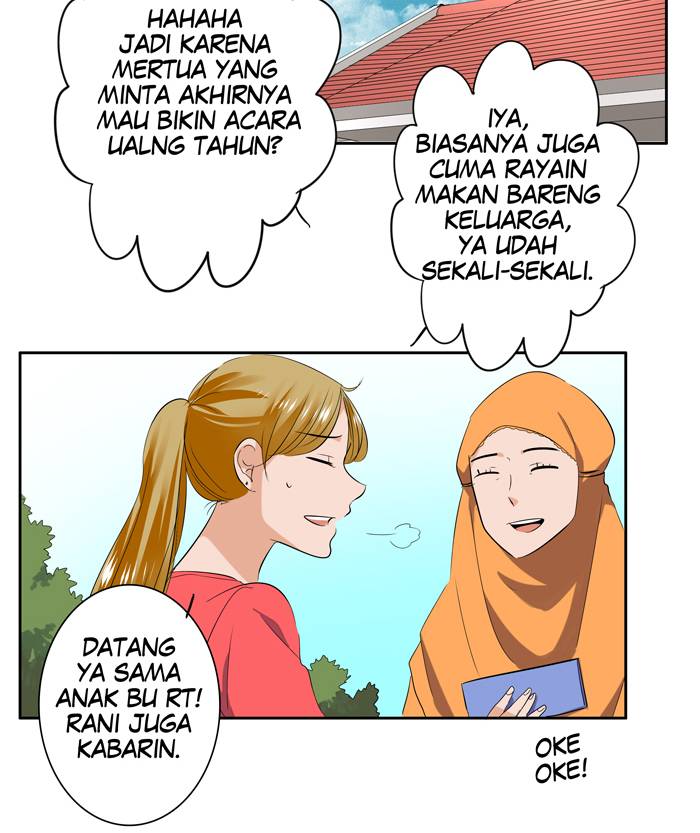 HAHAHA
JADI KARENA
MERTUA YANG
MINTA AKHIRNYA
MAU BIKIN ACARA
UALNG TAHUN?
IYA,
BIASANYA JUGA
CUMA RAYAIN
MAKAN BARENG
KELUARGA,
YA UDAH
SEKALI-SEKALI.
DATANG
YA SAMA
ANAK BU RT!
RANI JUGA
KABARIN.
OKE
OKE!